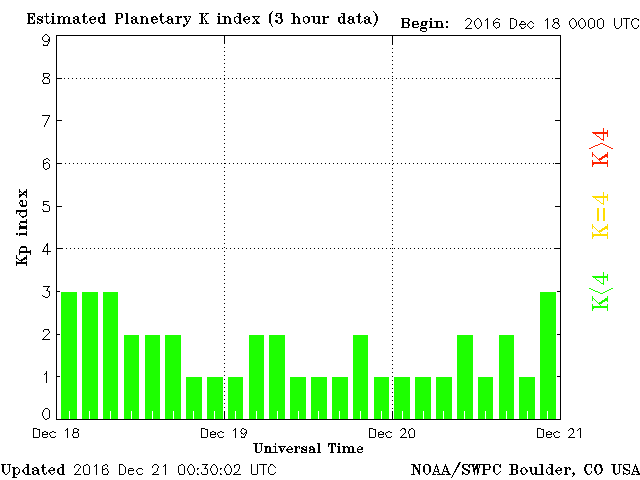 Estimated Planetary K index (3 hour data) Begin: 2016 Dec 18 0000 UTC
9
8
7
6
5
4
3
2
1
0
Kp index
K>4
K=4
K<4
Dec 18 Dec 19 Dec 20 Dec 21
Universal Time
Updated 2016 Dec 21 00:30:02 UTC NOAA/SWPC Boulder, CO USA